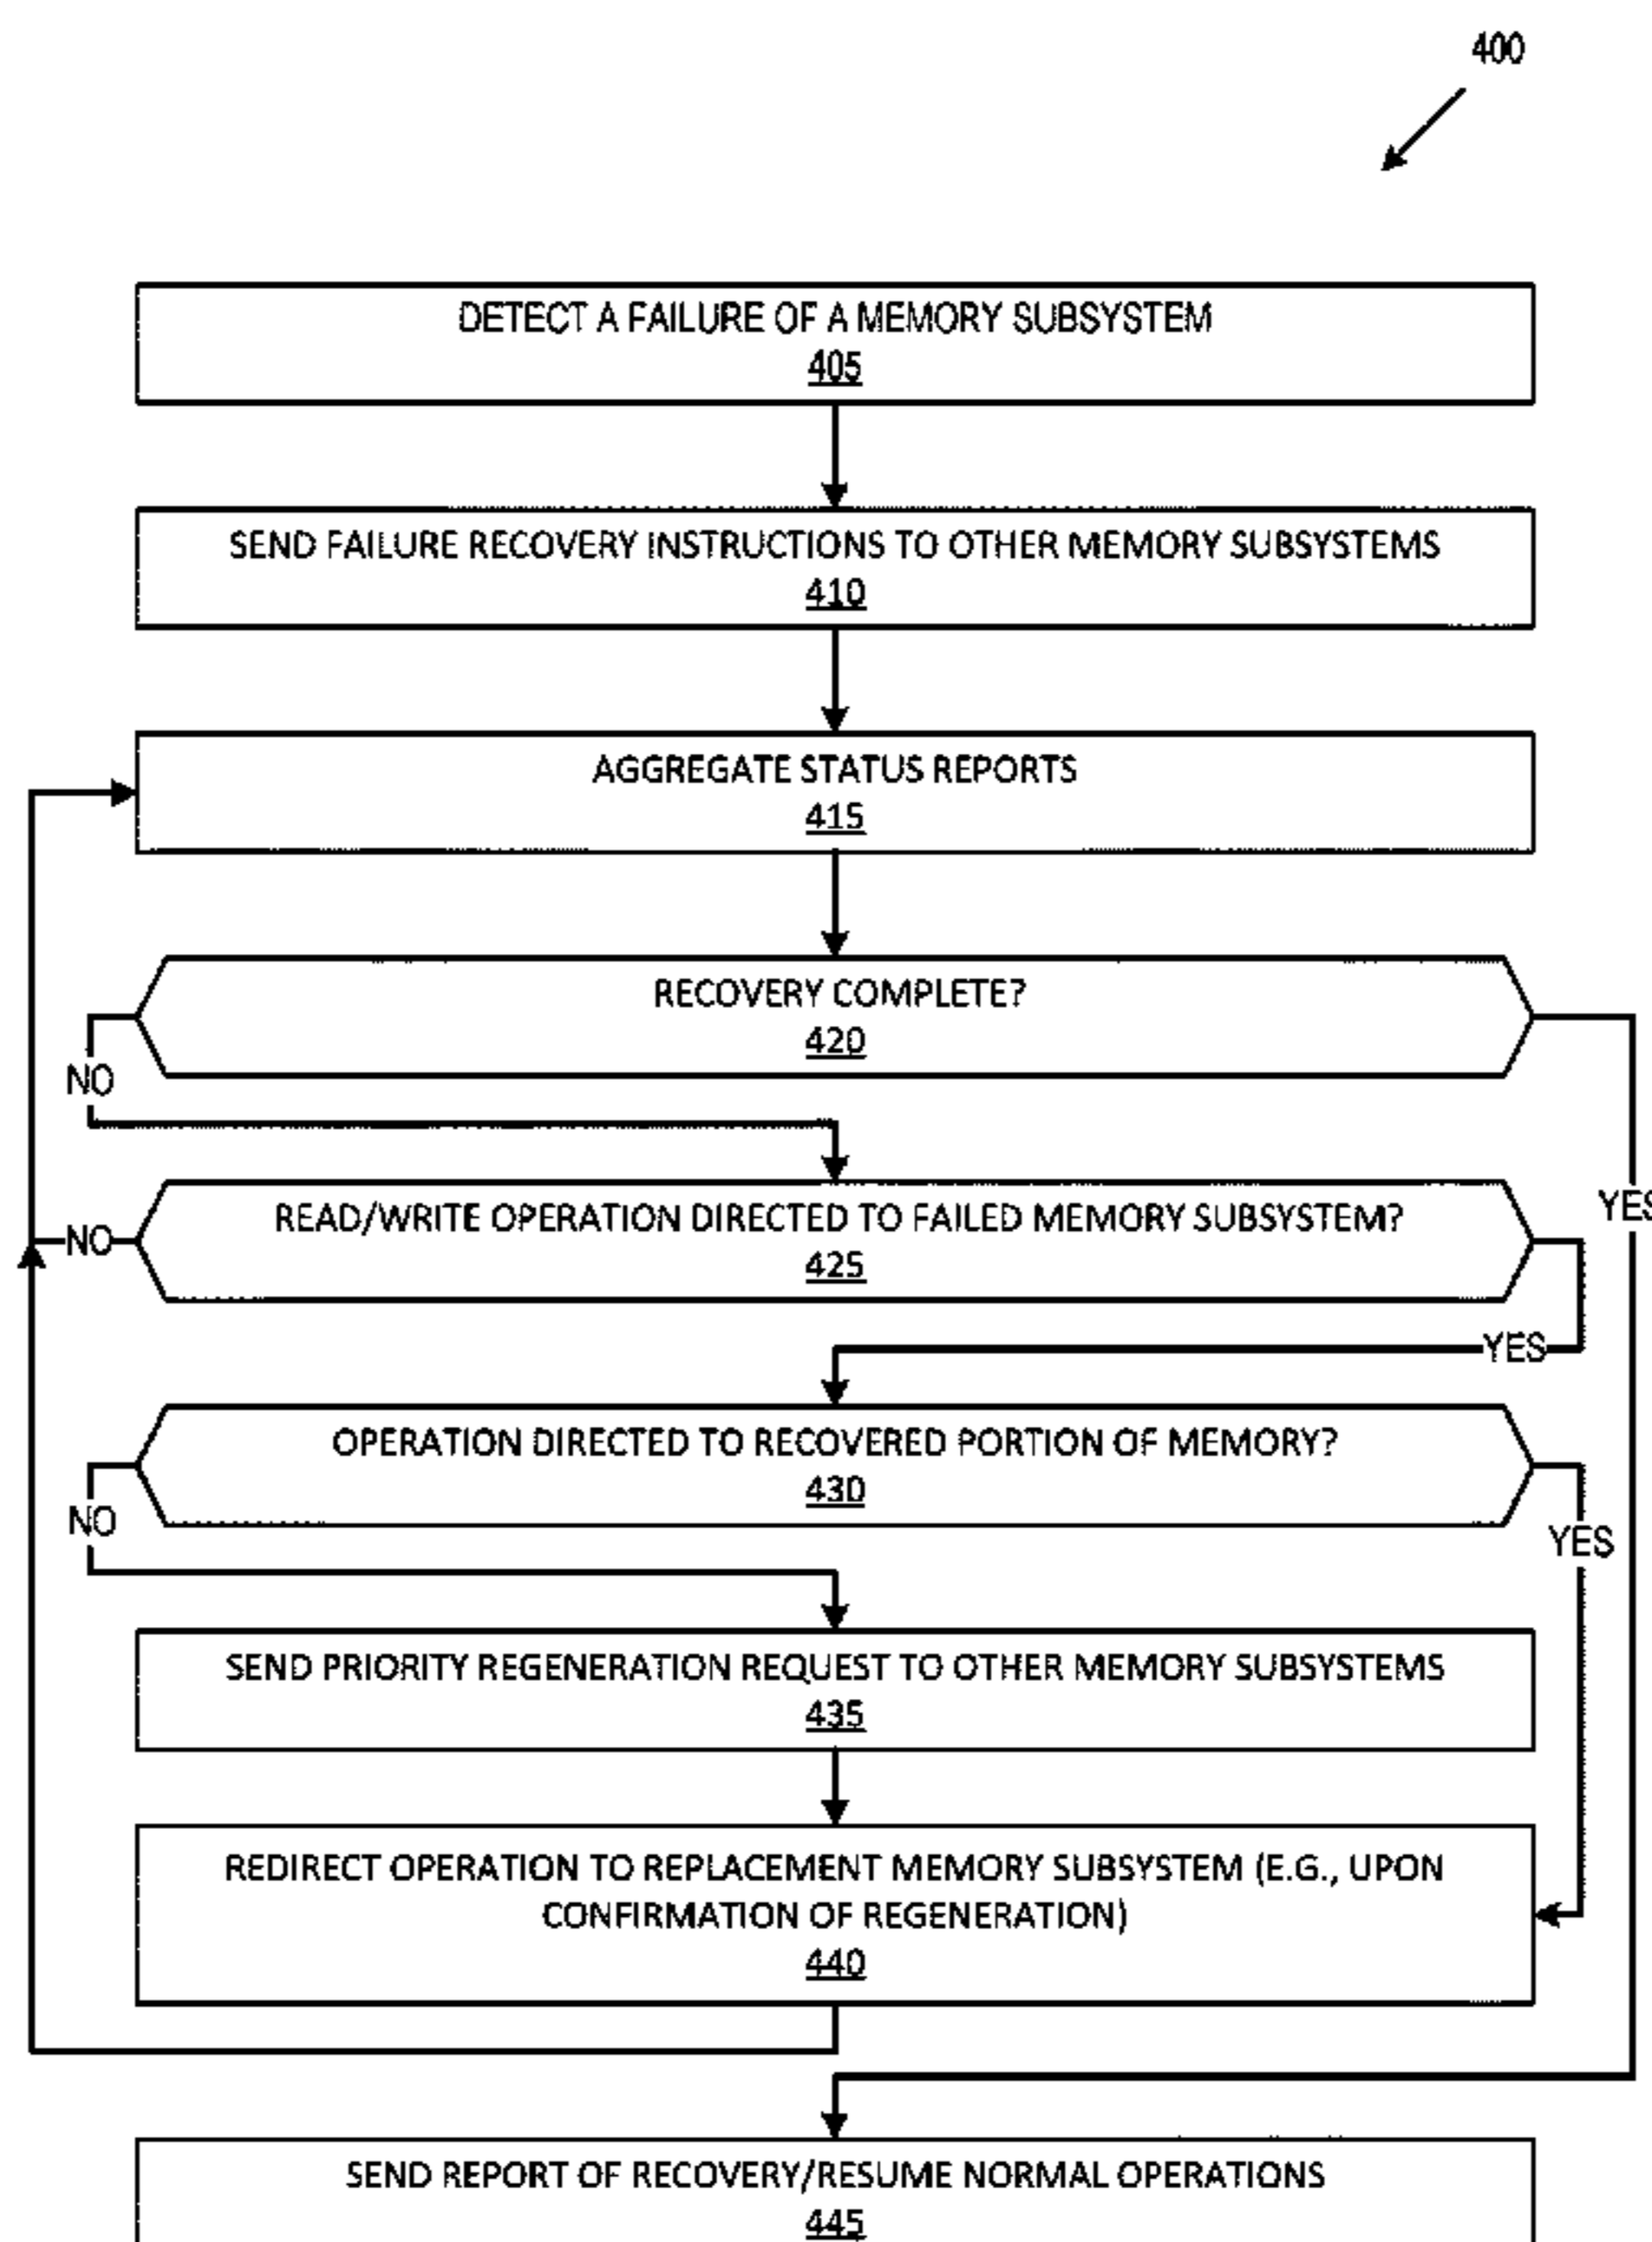 400
DETECT A FAILURE OF A MEMORY SUBSYSTEM
405
SEND FAILURE RECOVERY INSTRUCTIONS TO OTHER MEMORY SUBSYSTEMS
410
AGGREGATE STATUS REPORTS
415
RECOVERY COMPLETE?
420
NO
READ/WRITE OPERATION DIRECTED TO FAILED MEMORY SUBSYSTEM?
425
YES
NO
YES
OPERATION DIRECTED TO RECOVERED PORTION OF MEMORY?
430
NO
YES
SEND PRIORITY REGENERATION REQUEST TO OTHER MEMORY SUBSYSTEMS
435
REDIRECT OPERATION TO REPLACEMENT MEMORY SUBSYSTEM (E.G., UPON
CONFIRMATION OF REGENERATION)
440
SEND REPORT OF RECOVERY/RESUME NORMAL OPERATIONS
445